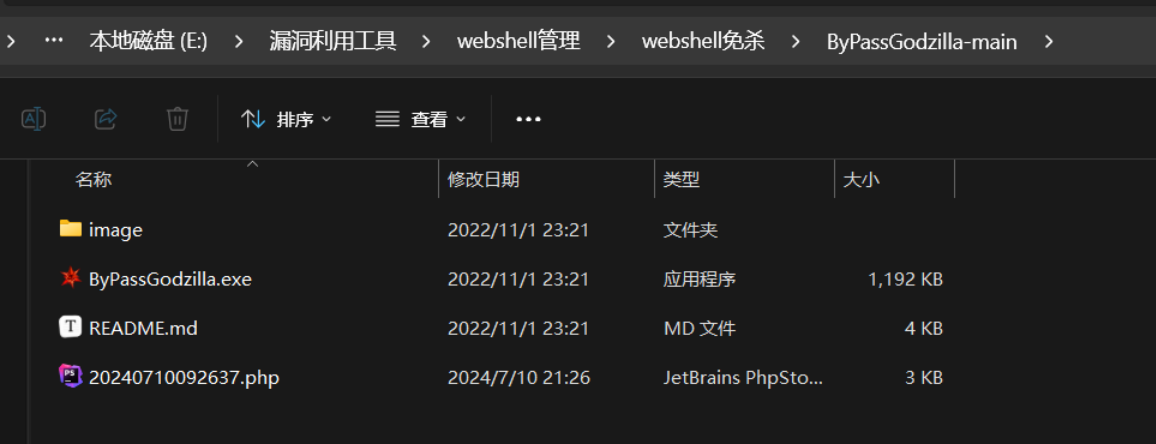 … 本地磁盘 (E:) > 漏洞利用工具 > webshell管理 > webshell免杀 > ByPassGodzilla-main >
排序 查看 …
名称 修改日期 类型 大小
image 2022/11/1 23:21 文件夹
ByPassGodzilla.exe 2022/11/1 23:21 应用程序 1,192 KB
README.md 2022/11/1 23:21 MD 文件 4 KB
20240710092637.php 2024/7/10 21:26 JetBrains PhpSto... 3 KB